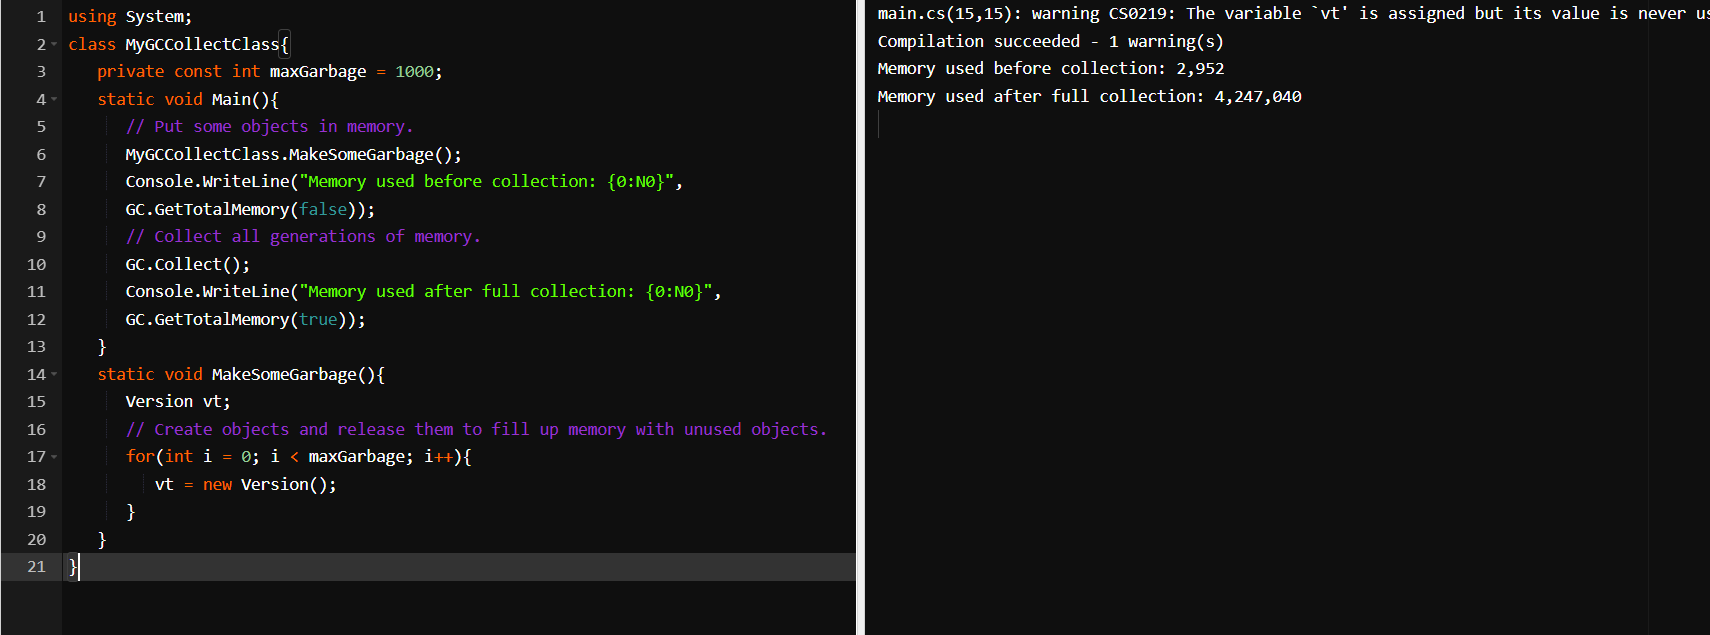 1 using System;
2 class MyGCCollectClass{
3 private const int maxGarbage = 1000;
4 static void Main(){
5 // Put some objects in memory.
6 MyGCCollectClass.MakeSomeGarbage();
7 Console.WriteLine("Memory used before collection: {0:N0}",
8 GC.GetTotalMemory(false));
9 // Collect all generations of memory.
10 GC.Collect();
11 Console.WriteLine("Memory used after full collection: {0:N0}",
12 GC.GetTotalMemory(true));
13 }
14 static void MakeSomeGarbage(){
15 Version vt;
16 // Create objects and release them to fill up memory with unused objects.
17 for(int i = 0; i < maxGarbage; i++){
18 vt = new Version();
19 }
20 }
21 }
main.cs(15,15): warning CS0219: The variable `vt' is assigned but its value is never
Compilation succeeded - 1 warning(s)
Memory used before collection: 2,952
Memory used after full collection: 4,247,040